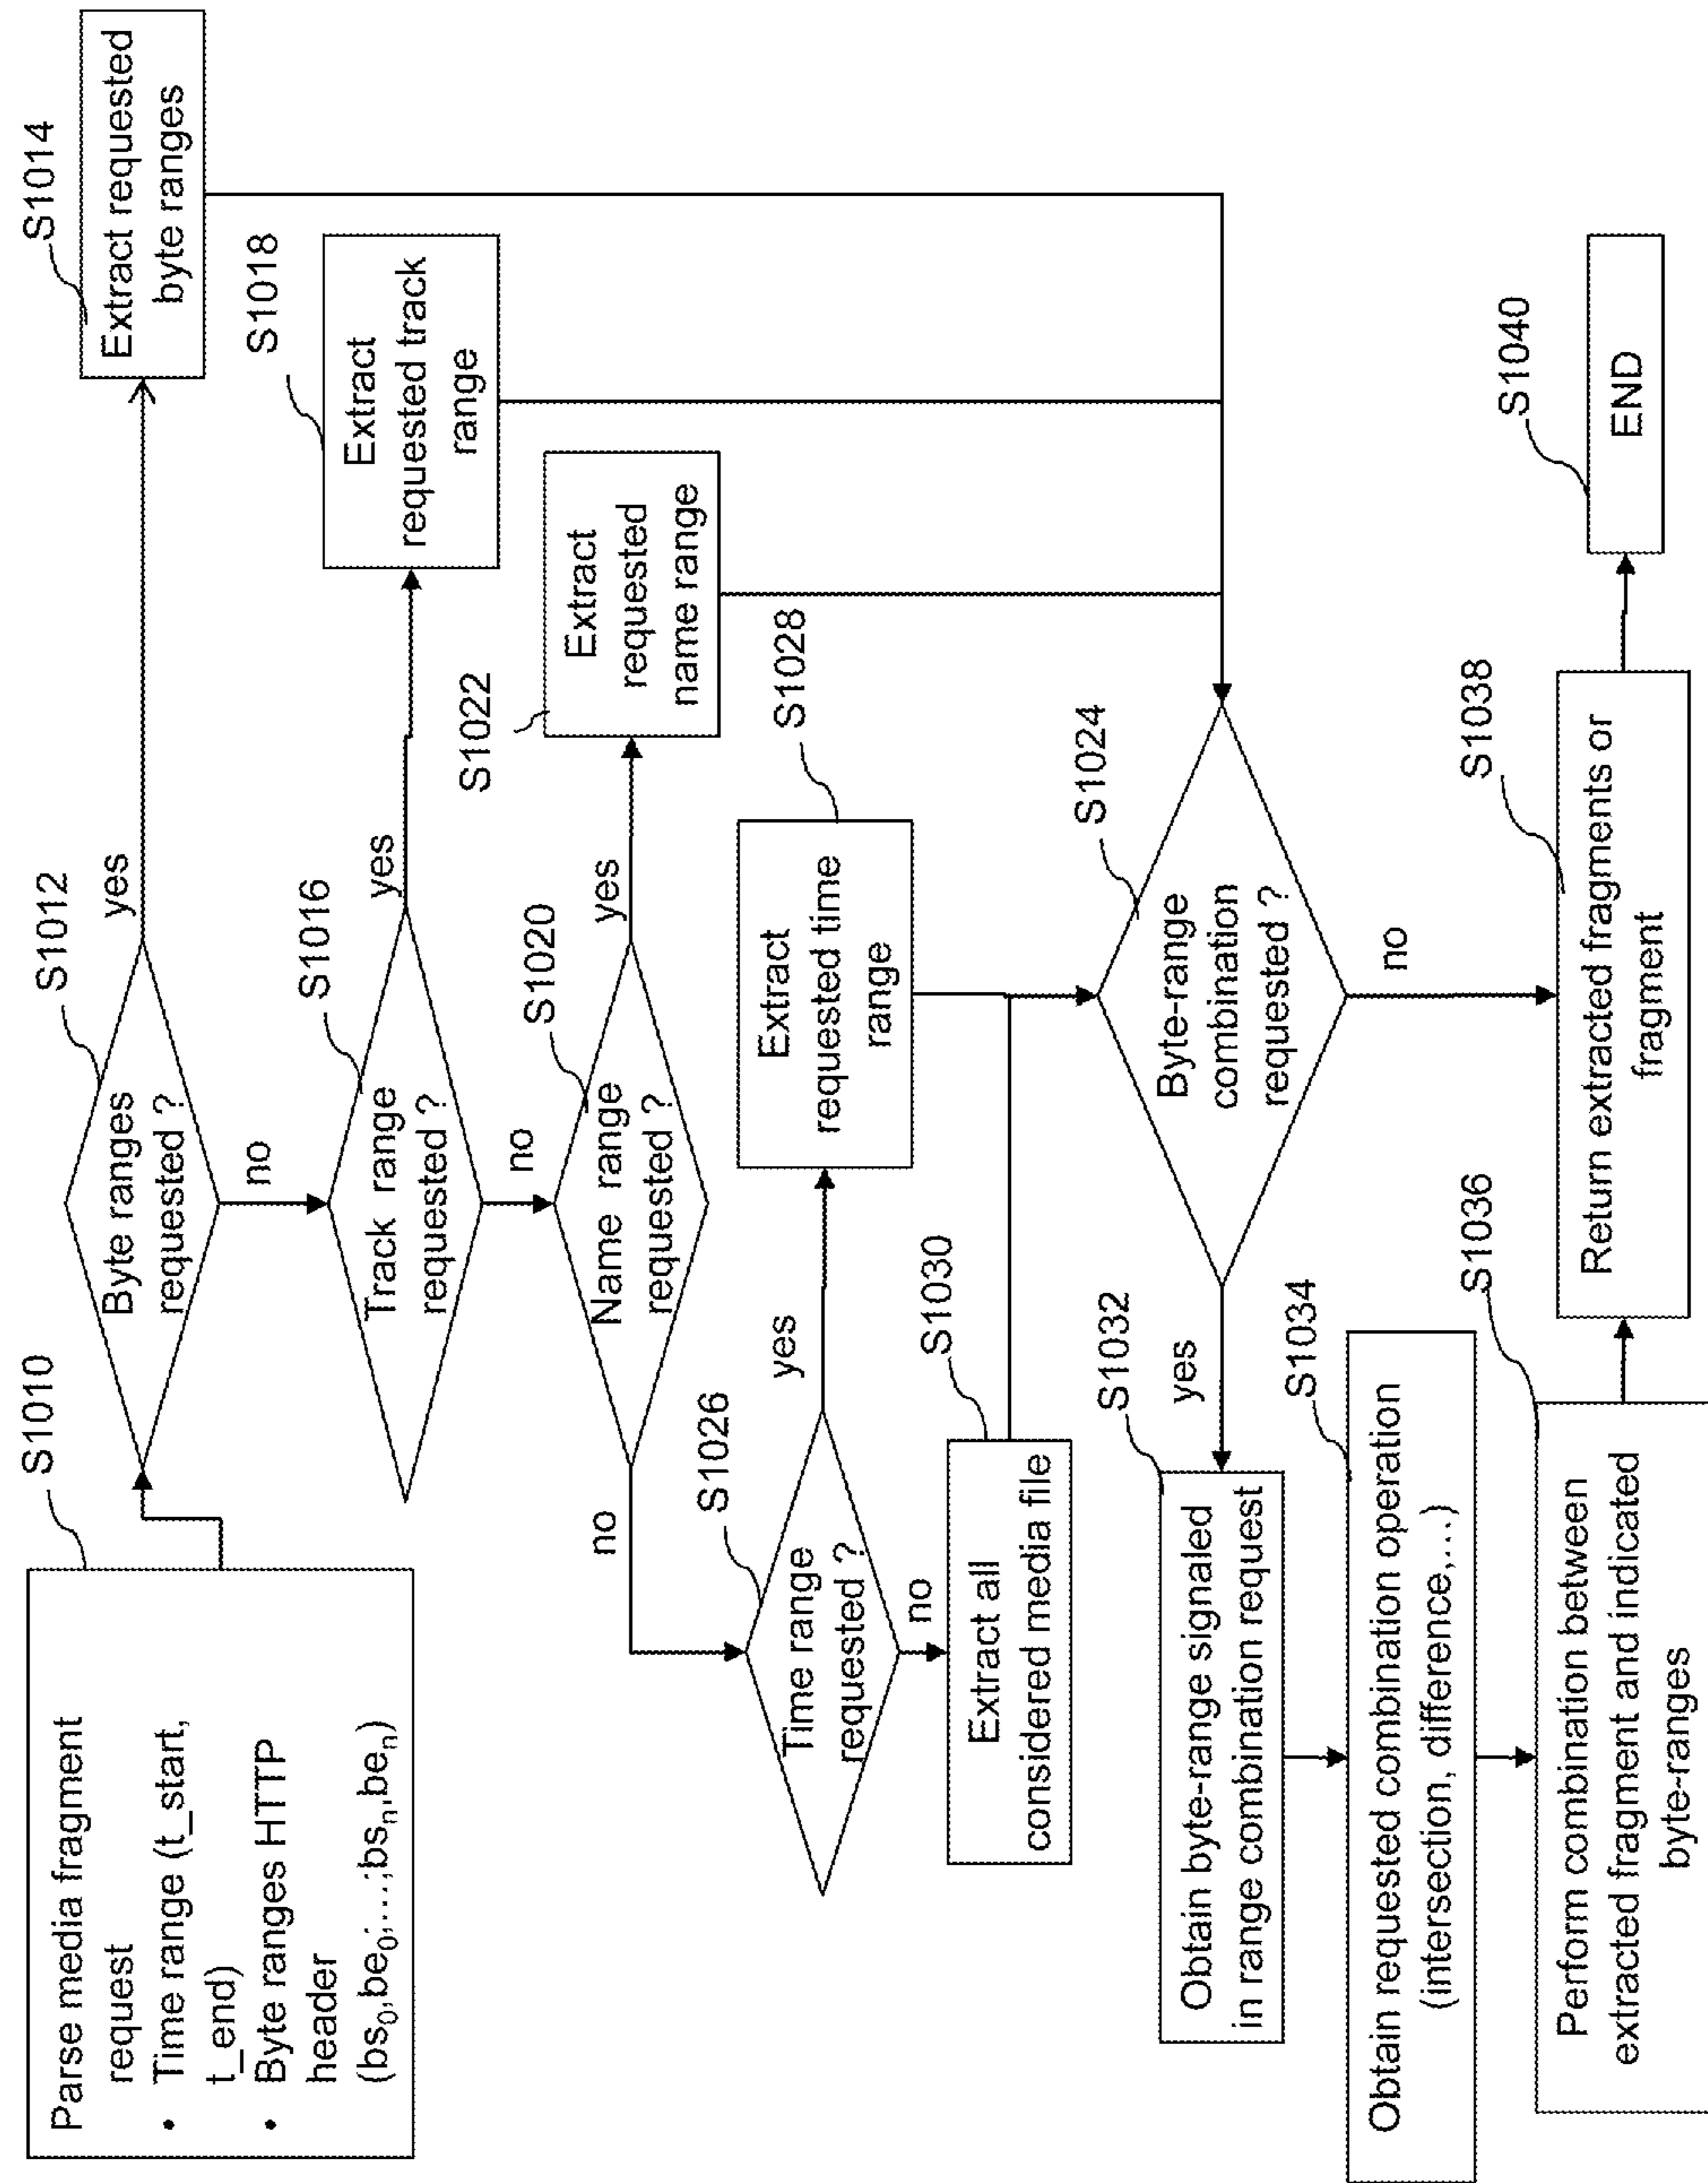 S1010
Parse media fragment
request
• Time range (t_start,
t_end)
• Byte ranges HTTP
header
(bs₀,be₀;...;bsₙ,beₙ)
S1012
Byte ranges
requested ?
yes
no
S1014
Extract requested
byte ranges
S1016
Track range
requested ?
yes
no
S1018
Extract
requested track
range
S1020
Name range
requested ?
yes
no
S1022
Extract
requested
name range
S1026
Time range
requested ?
yes
no
S1028
Extract
requested time
range
S1030
Extract all
considered media file
S1024
Byte-range
combination
requested ?
yes
no
S1032
Obtain byte-range signaled
in range combination request
S1034
Obtain requested combination operation
(intersection, difference,...)
S1036
Perform combination between
extracted fragment and indicated
byte-ranges
S1038
Return extracted fragments or
fragment
S1040
END